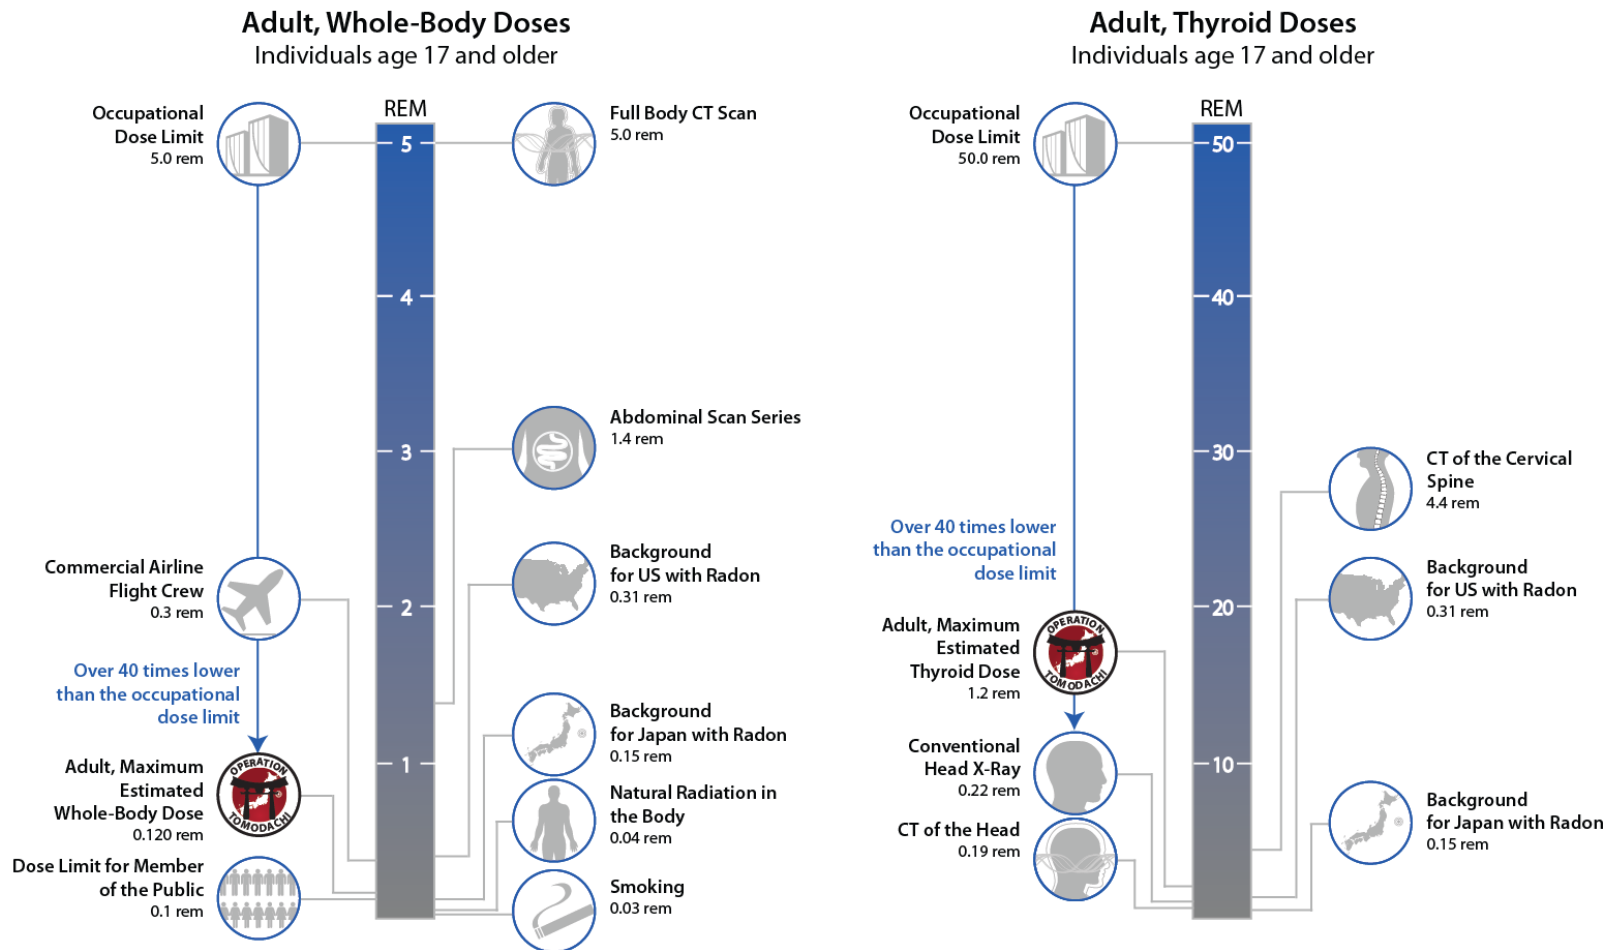 Adult, Whole-Body Doses
Individuals age 17 and older
REM
5
4
3
2
1
Occupational
Dose Limit
5.0 rem
Commercial Airline
Flight Crew
0.3 rem
Over 40 times lower
than the occupational
dose limit
Adult, Maximum
Estimated
Whole-Body Dose
0.120 rem
OPERATION
TOMODACHI
Dose Limit for Member
of the Public
0.1 rem
Full Body CT Scan
5.0 rem
Abdominal Scan Series
1.4 rem
Background
for US with Radon
0.31 rem
Background
for Japan with Radon
0.15 rem
Natural Radiation in
the Body
0.04 rem
Smoking
0.03 rem
Adult, Thyroid Doses
Individuals age 17 and older
REM
50
40
30
20
10
Occupational
Dose Limit
50.0 rem
Over 40 times lower
than the occupational
dose limit
Adult, Maximum
Estimated
Thyroid Dose
1.2 rem
OPERATION
TOMODACHI
Conventional
Head X-Ray
0.22 rem
CT of the Head
0.19 rem
CT of the Cervical
Spine
4.4 rem
Background
for US with Radon
0.31 rem
Background
for Japan with Radon
0.15 rem